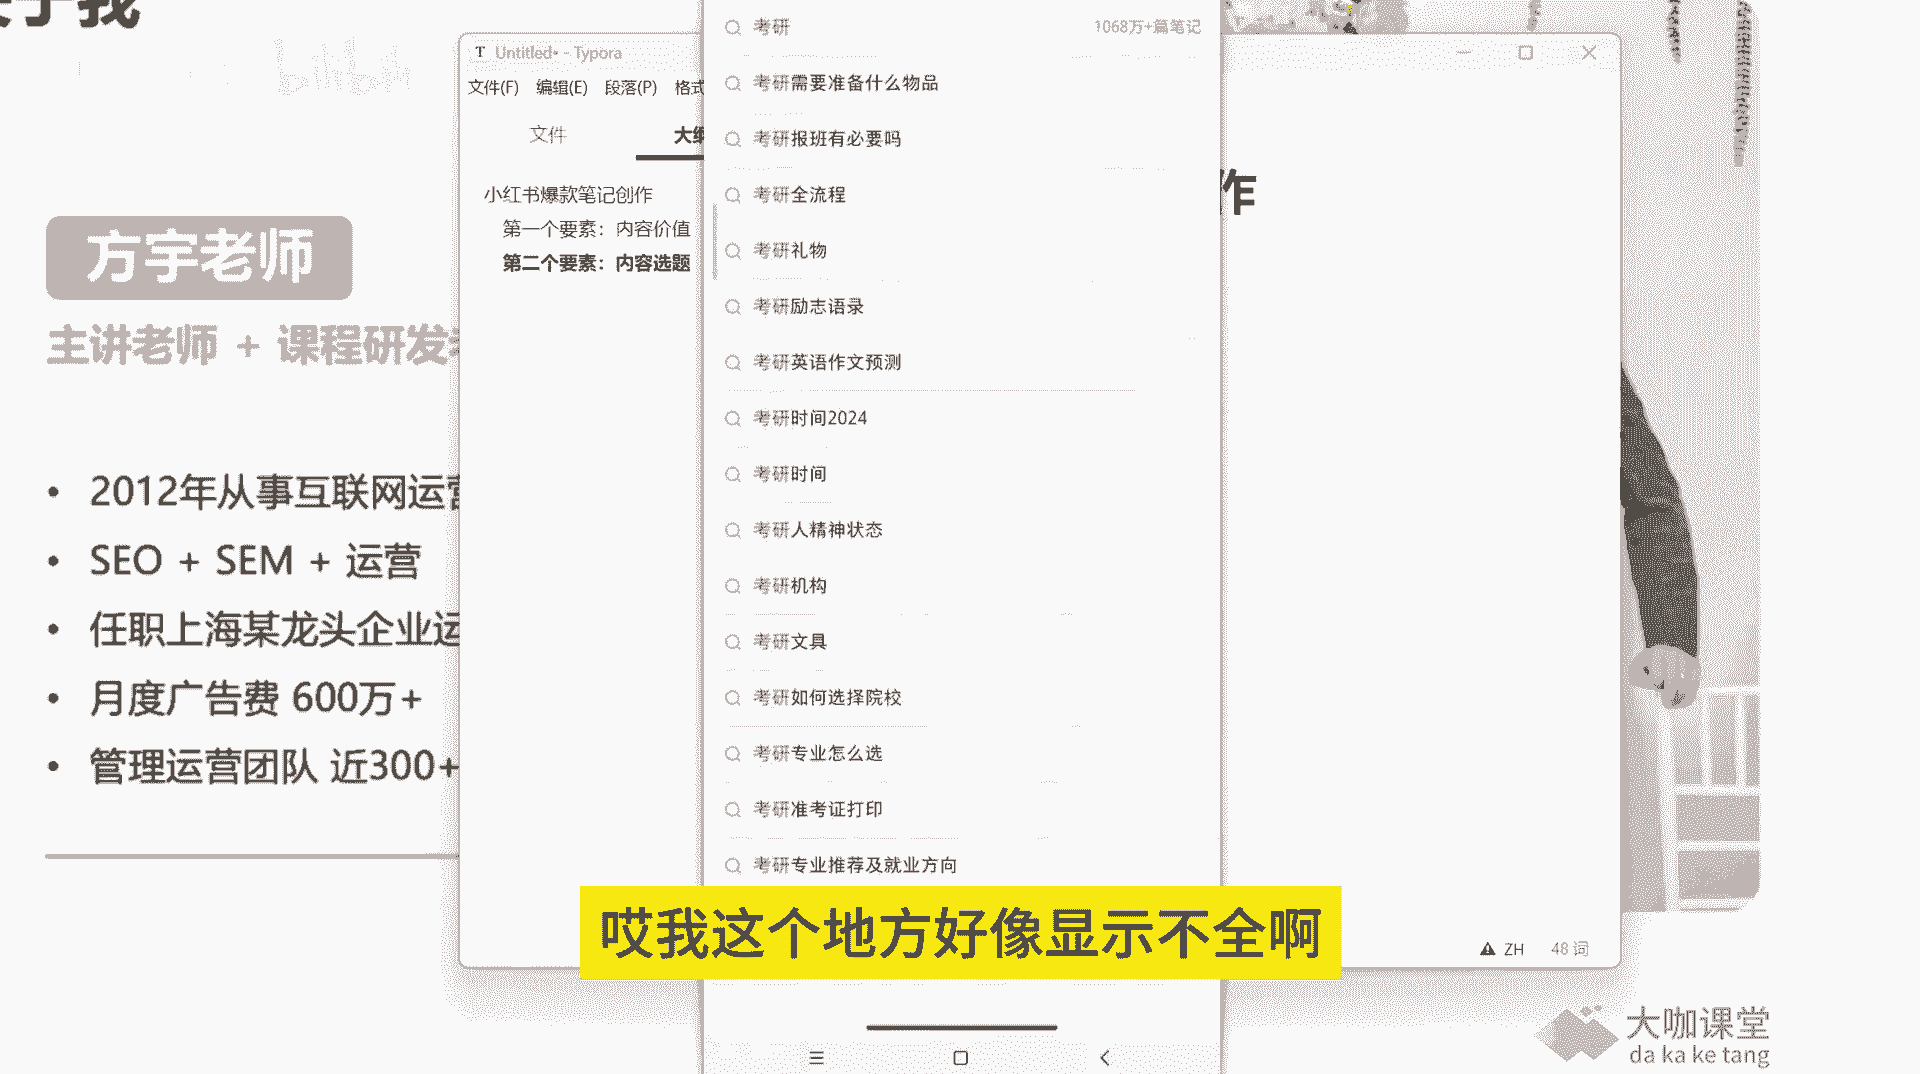 关于我
bilibili
方宇老师
主讲老师 + 课程研发
2012年从事互联网运营
SEO + SEM + 运营
任职上海某龙头企业运
月度广告费 600万+
管理运营团队 近300+
Untitled• - Typora
文件(F) 编辑(E) 段落(P) 格式
文件 大纲
小红书爆款笔记创作
第一个要素：内容价值
第二个要素：内容选题
作
考研 1068万+篇笔记
考研需要准备什么物品
考研报班有必要吗
考研全流程
考研礼物
考研励志语录
考研英语作文预测
考研时间2024
考研时间
考研人精神状态
考研机构
考研文具
考研如何选择院校
考研专业怎么选
考研准考证打印
考研专业推荐及就业方向
哎我这个地方好像显示不全啊
ZH 48 词
大咖课堂
da ka ke tang